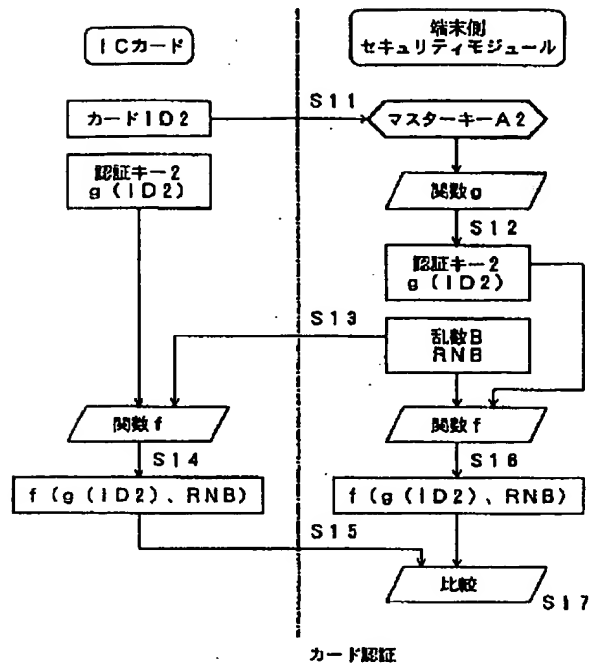 ICカード
端末側
セキュリティモジュール
カードID2
S11
マスターキーA2
認証キー2
g(ID2)
関数g
S12
認証キー2
g(ID2)
S13
乱数B
RNB
関数f
関数f
S14
S16
f(g(ID2)、RNB)
f(g(ID2)、RNB)
S15
比較
S17
カード認証